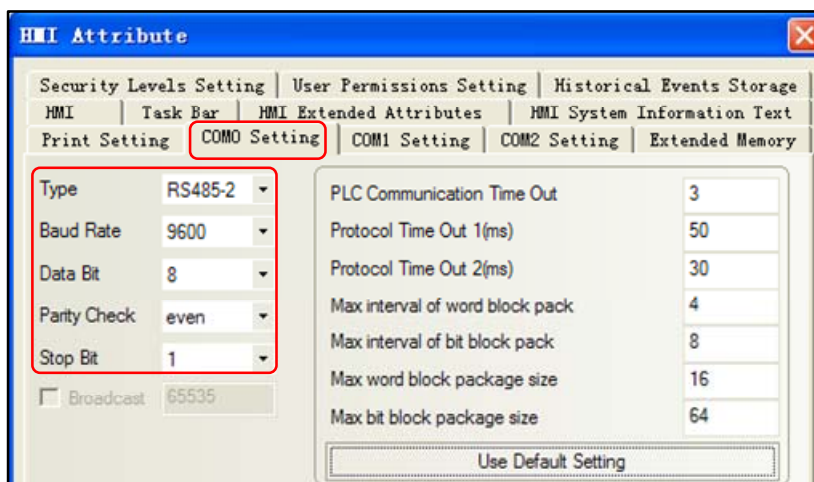 HMI Attribute
Security Levels Setting User Permissions Setting Historical Events Storage
HMI Task Bar HMI Extended Attributes HMI System Information Text
Print Setting COM0 Setting COM1 Setting COM2 Setting Extended Memory
Type RS485-2
Baud Rate 9600
Data Bit 8
Parity Check even
Stop Bit 1
Broadcast 65535
PLC Communication Time Out 3
Protocol Time Out 1(ms) 50
Protocol Time Out 2(ms) 30
Max interval of word block pack 4
Max interval of bit block pack 8
Max word block package size 16
Max bit block package size 64
Use Default Setting